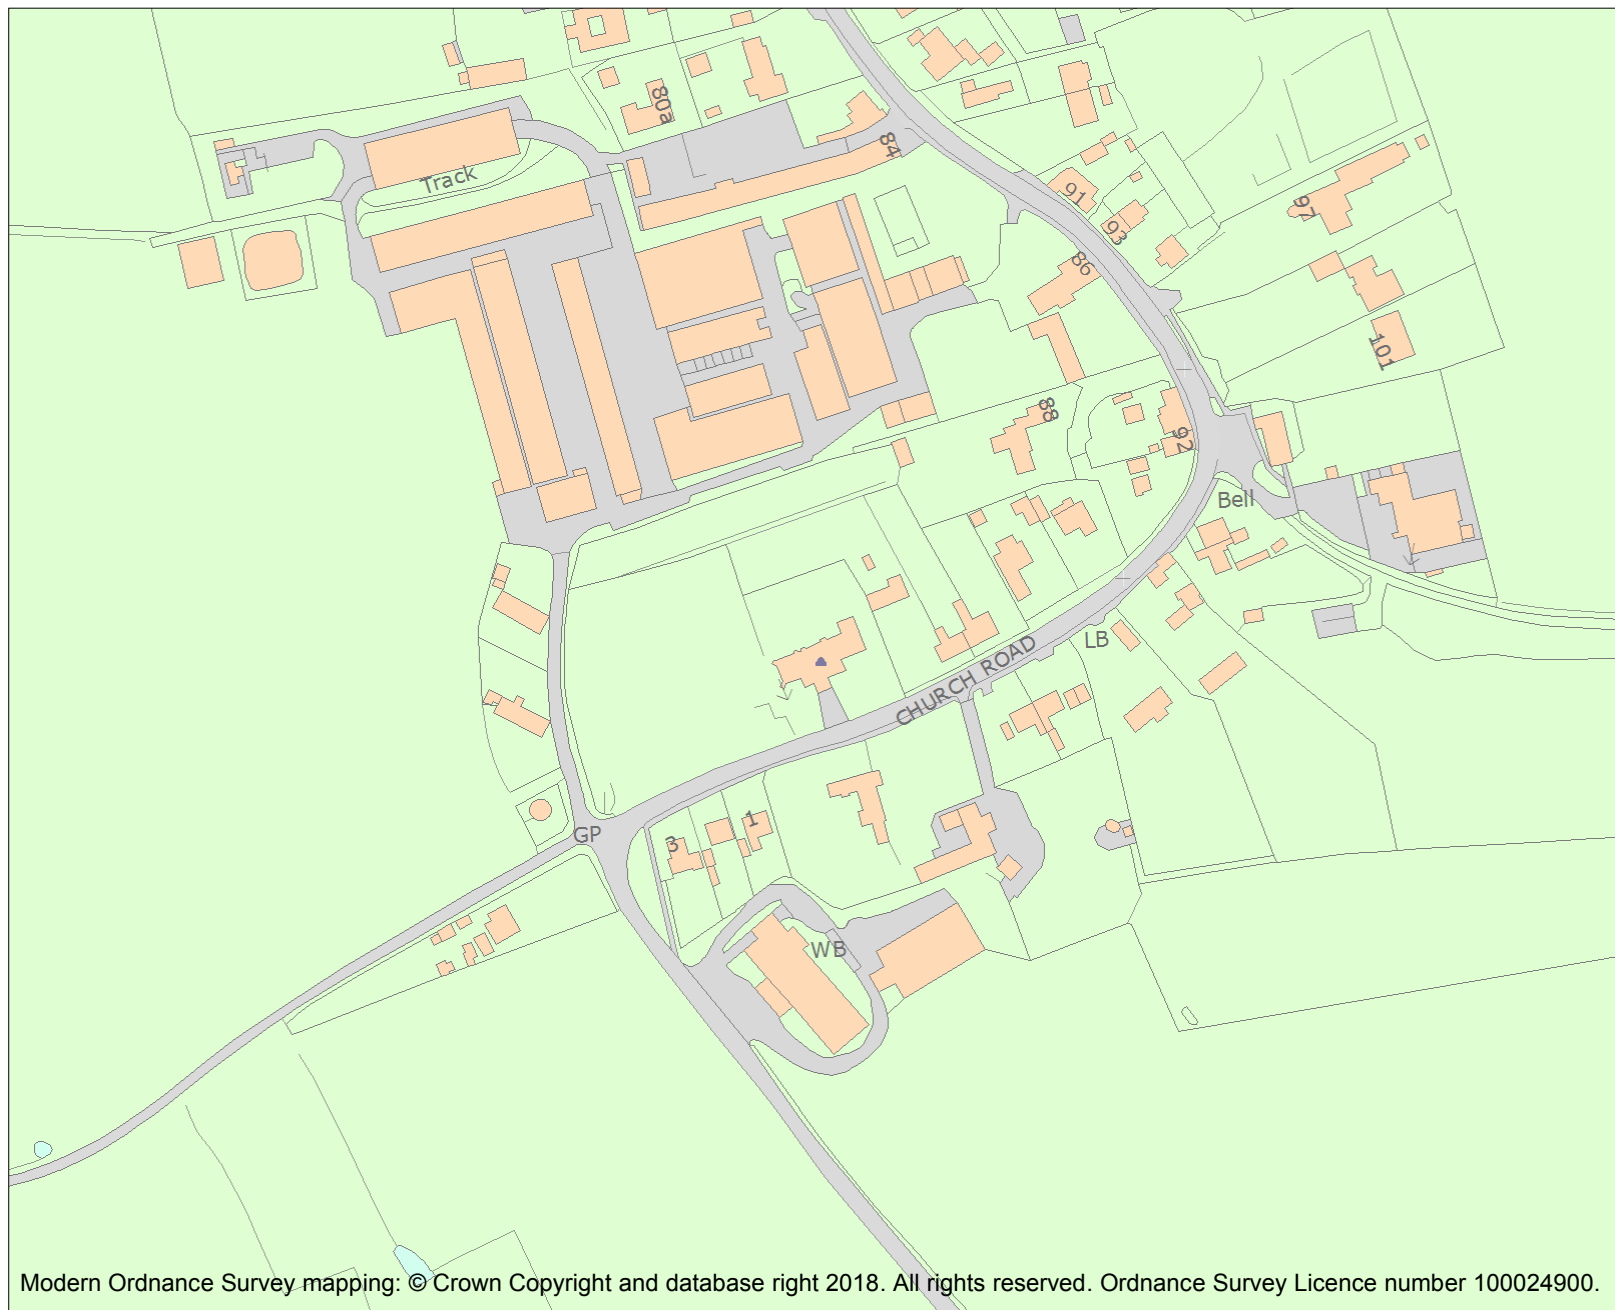 80a
84
Track
91
97
93
86
101
88
92
Bell
LB
CHURCH ROAD
1
GP
3
WB
Modern Ordnance Survey mapping: © Crown Copyright and database right 2018. All rights reserved. Ordnance Survey Licence number 100024900.